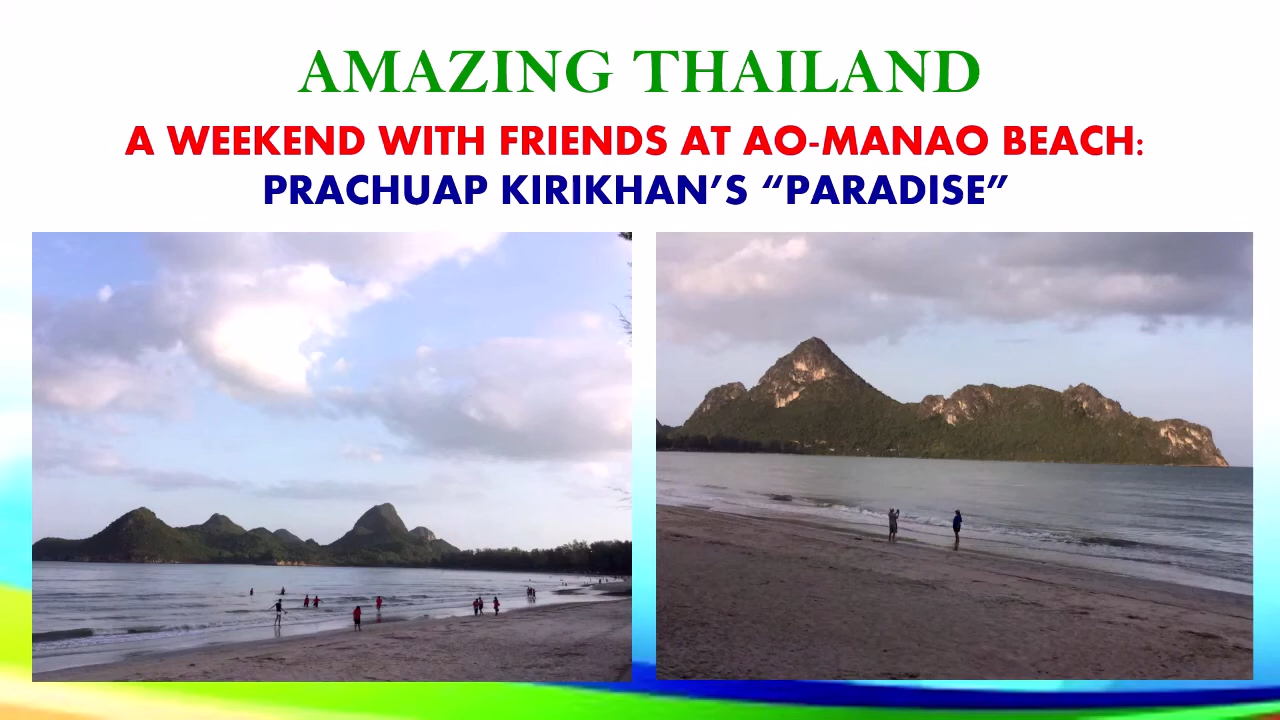 AMAZING THAILAND
A WEEKEND WITH FRIENDS AT AO-MANAO BEACH:
PRACHUAP KIRIKHAN’S “PARADISE”